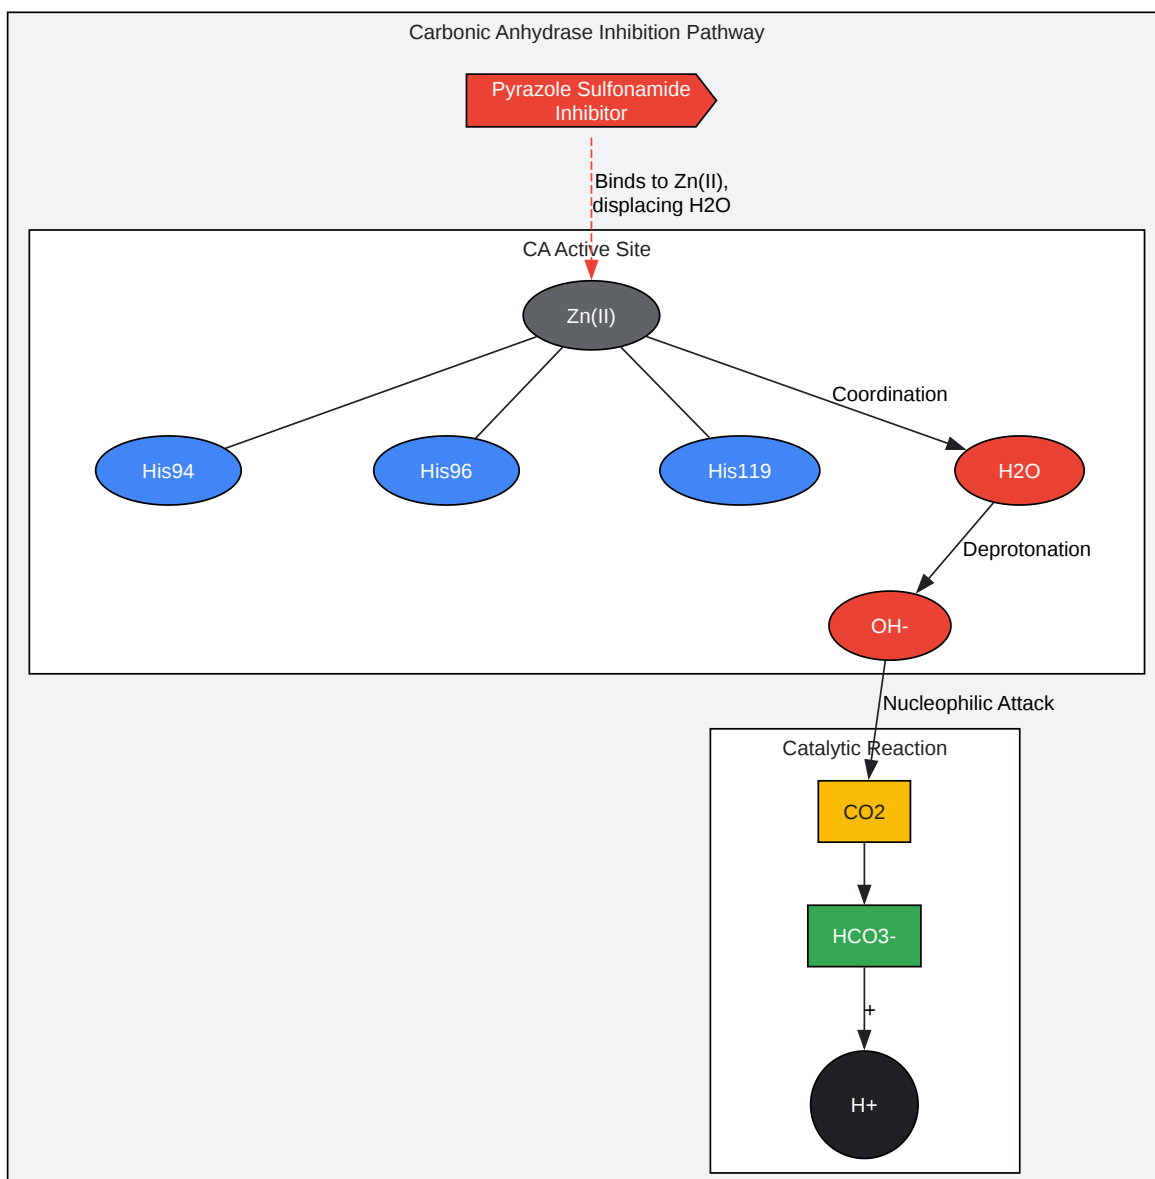 Carbonic Anhydrase Inhibition Pathway
Pyrazole Sulfonamide
Inhibitor
Binds to Zn(II),
displacing H2O
CA Active Site
Zn(II)
Coordination
His94
His96
His119
H2O
Deprotonation
OH-
Nucleophilic Attack
Catalytic Reaction
CO2
HCO3-
+
H+